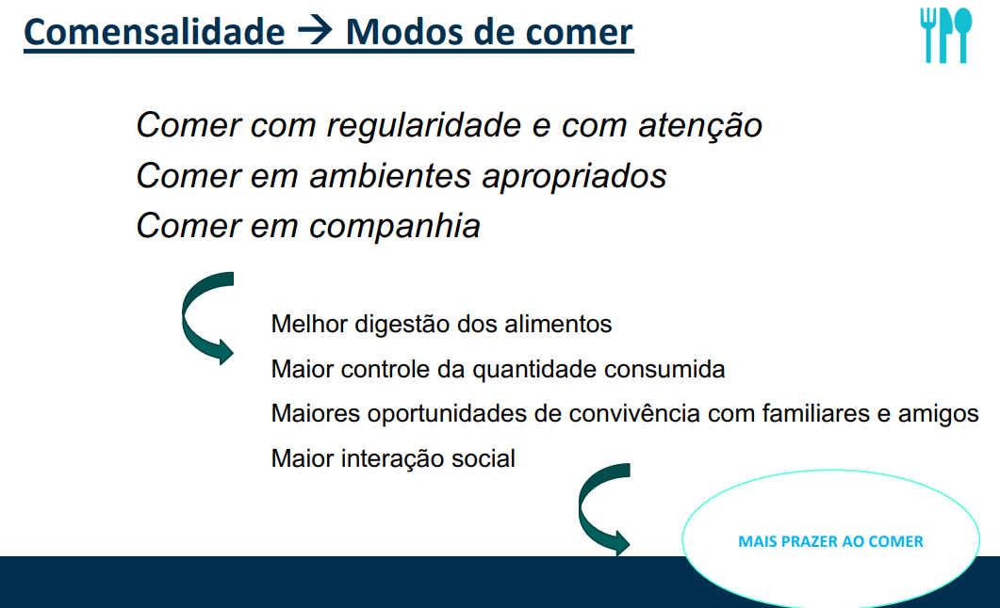 Comensalidade → Modos de comer
Comer com regularidade e com atenção
Comer em ambientes apropriados
Comer em companhia
Melhor digestão dos alimentos
Maior controle da quantidade consumida
Maiores oportunidades de convivência com familiares e amigos
Maior interação social
MAIS PRAZER AO COMER